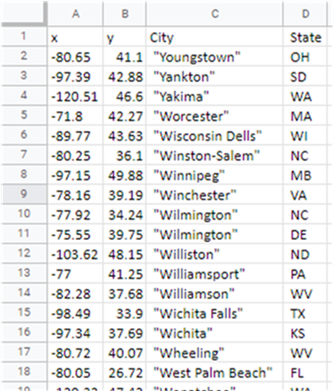 A B C D
1 x y City State
2 -80.65 41.1 "Youngstown" OH
3 -97.39 42.88 "Yankton" SD
4 -120.51 46.6 "Yakima" WA
5 -71.8 42.27 "Worcester" MA
6 -89.77 43.63 "Wisconsin Dells" WI
7 -80.25 36.1 "Winston-Salem" NC
8 -97.15 49.88 "Winnipeg" MB
9 -78.16 39.19 "Winchester" VA
10 -77.92 34.24 "Wilmington" NC
11 -75.55 39.75 "Wilmington" DE
12 -103.62 48.15 "Williston" ND
13 -77 41.25 "Williamsport" PA
14 -82.28 37.68 "Williamson" WV
15 -98.49 33.9 "Wichita Falls" TX
16 -97.34 37.69 "Wichita" KS
17 -80.72 40.07 "Wheeling" WV
18 -80.05 26.72 "West Palm Beach" FL